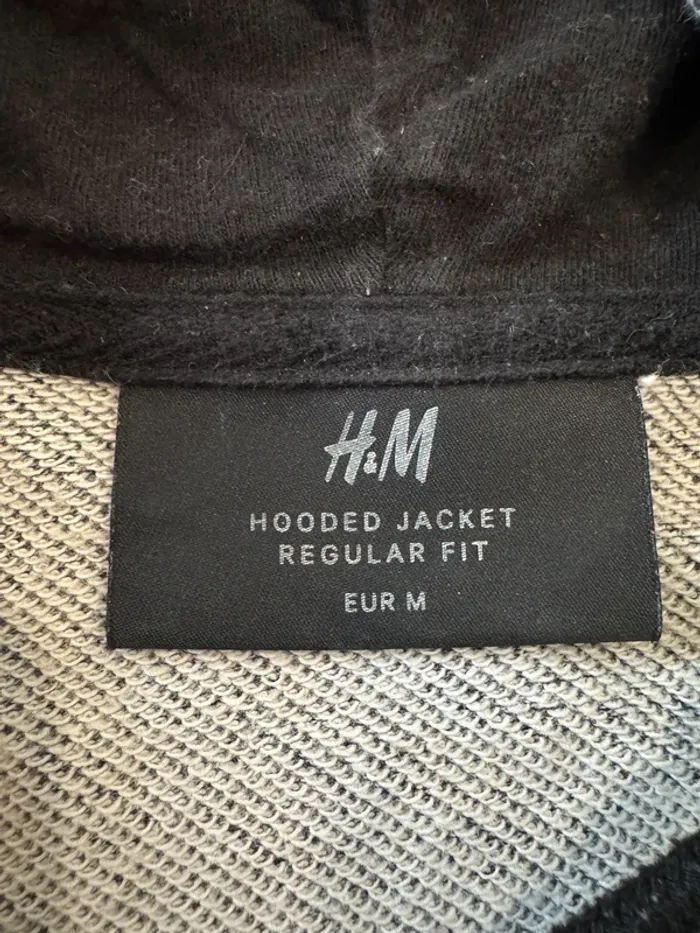 H&M
HOODED JACKET
REGULAR FIT
EUR M